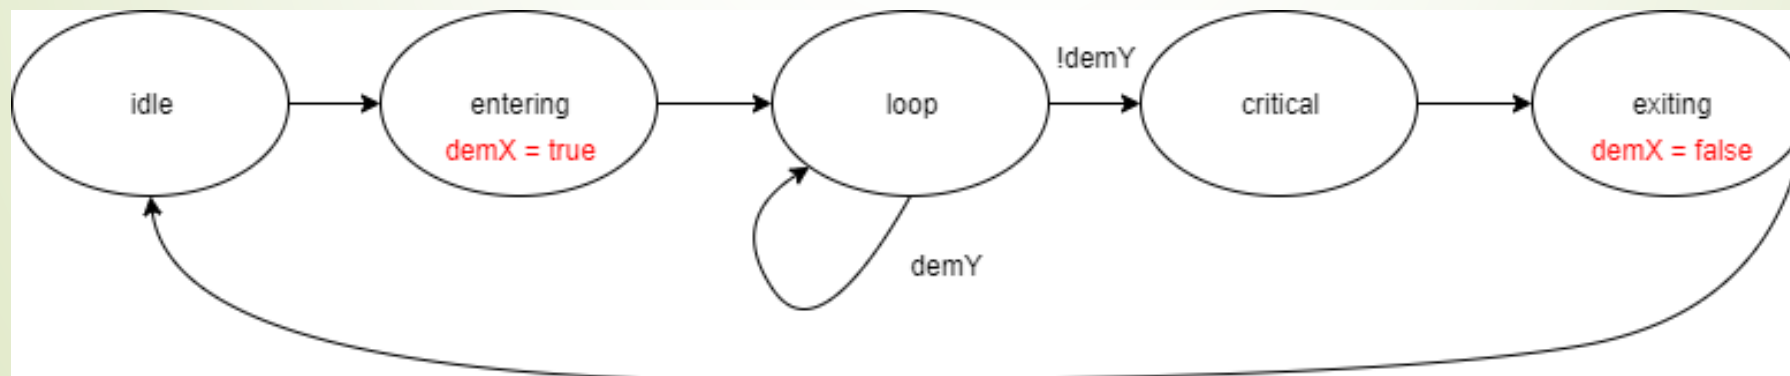 idle
entering
demX = true
loop
!demY
demY
critical
exiting
demX = false